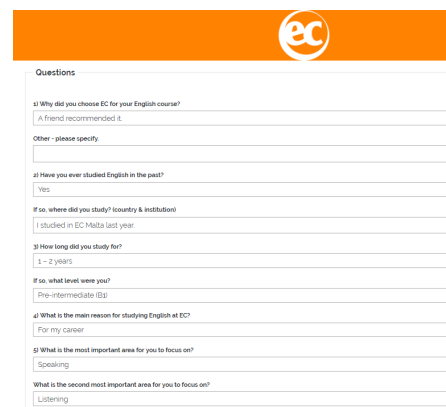 ec
Questions
1) Why did you choose EC for your English course?
A friend recommended it.
Other - please specify.
2) Have you ever studied English in the past?
Yes
If so, where did you study? (country & institution)
I studied in EC Malta last year.
3) How long did you study for?
1 – 2 years
If so, what level were you?
Pre-intermediate (B1)
4) What is the main reason for studying English at EC?
For my career
5) What is the most important area for you to focus on?
Speaking
What is the second most important area for you to focus on?
Listening